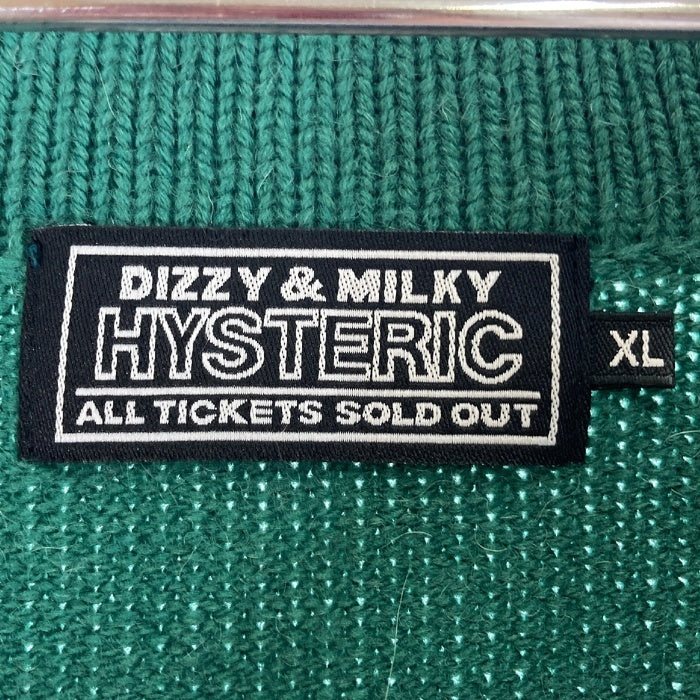 DIZZY & MILKY
HYSTERIC
ALL TICKETS SOLD OUT
XL